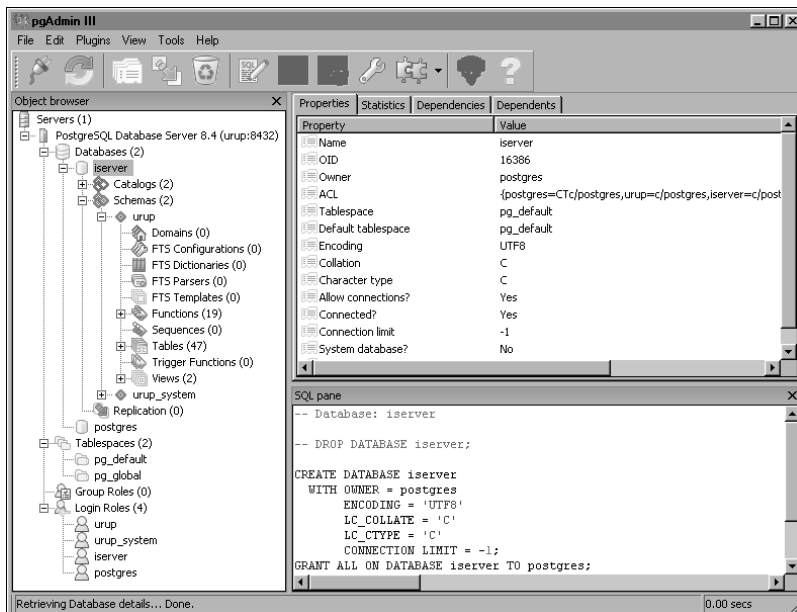 pgAdmin III
File Edit Plugins View Tools Help
SQL
Object browser
Servers (1)
PostgreSQL Database Server 8.4 (urup:8432)
Databases (2)
iserver
Catalogs (2)
Schemas (2)
urup
Domains (0)
FTS Configurations (0)
FTS Dictionaries (0)
FTS Parsers (0)
FTS Templates (0)
Functions (19)
Sequences (0)
Tables (47)
Trigger Functions (0)
Views (2)
urup_system
Replication (0)
postgres
Tablespaces (2)
pg_default
pg_global
Group Roles (0)
Login Roles (4)
urup
urup_system
iserver
postgres
Properties Statistics Dependencies Dependents
Property Value
Name iserver
OID 16386
Owner postgres
ACL {postgres=CTc/postgres,urup=c/postgres,iserver=c/post
Tablespace pg_default
Default tablespace pg_default
Encoding UTF8
Collation C
Character type C
Allow connections? Yes
Connected? Yes
Connection limit -1
System database? No
SQL pane
-- Database: iserver
-- DROP DATABASE iserver;
CREATE DATABASE iserver
WITH OWNER = postgres
ENCODING = 'UTF8'
LC_COLLATE = 'C'
LC_CTYPE = 'C'
CONNECTION LIMIT = -1;
GRANT ALL ON DATABASE iserver TO postgres;
Retrieving Database details... Done. 0.00 secs